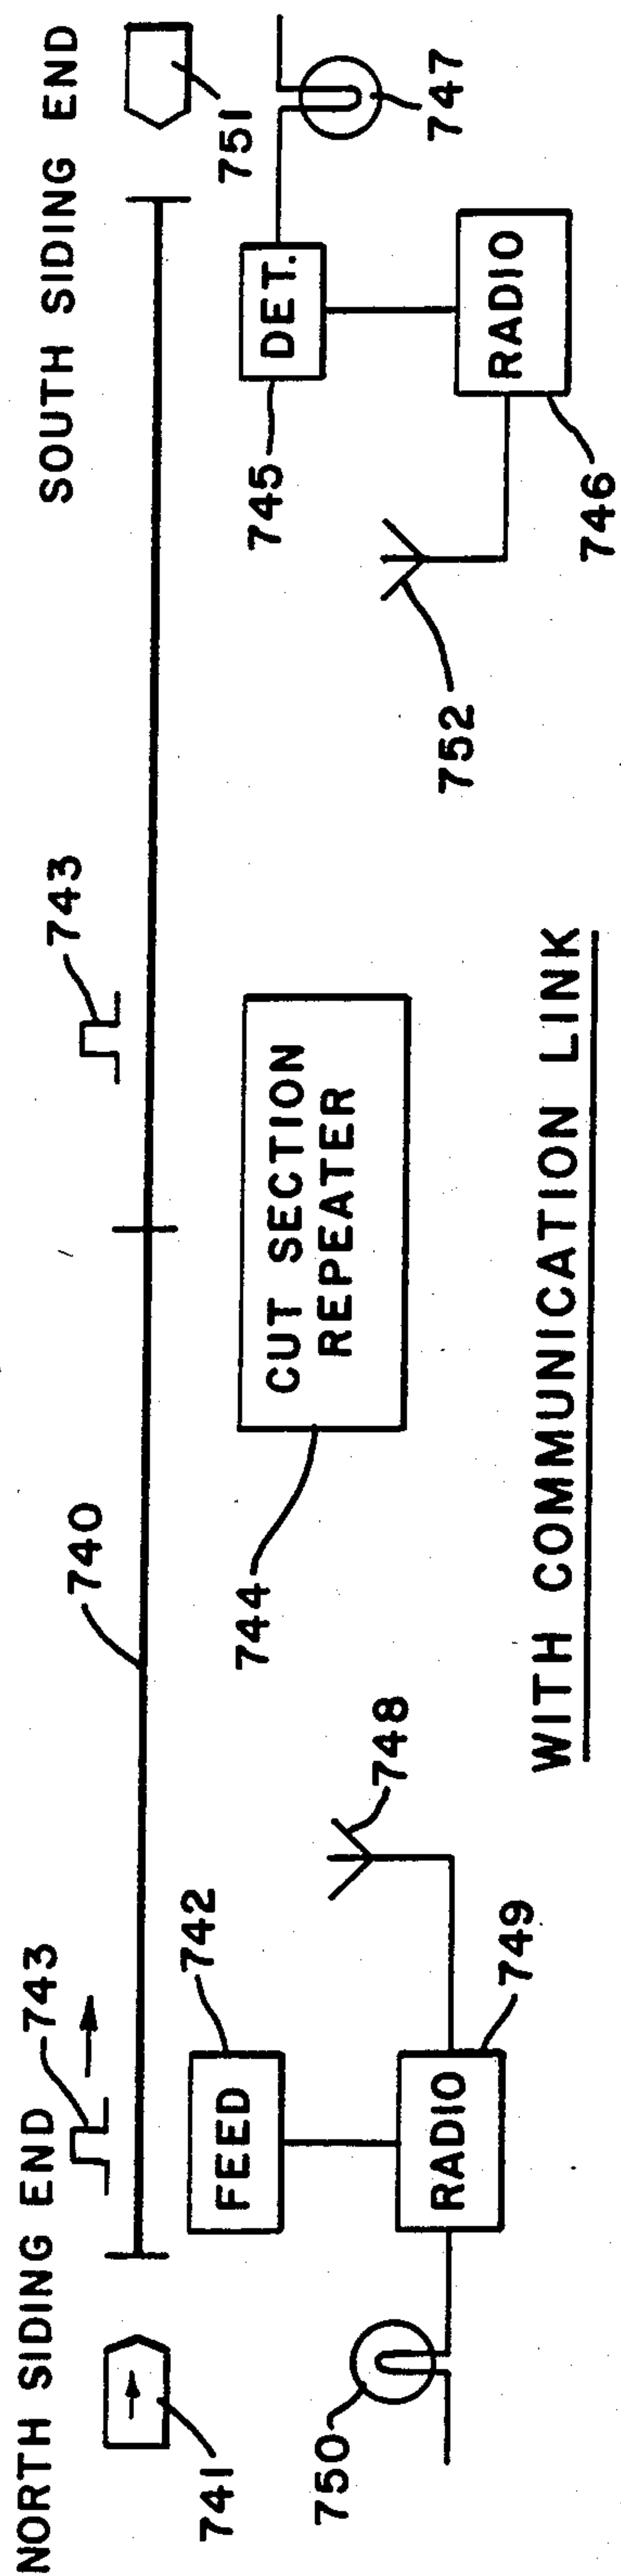 NORTH SIDING END
743
740
743
SOUTH SIDING END
741
742
FEED
748
744
CUT SECTION
REPEATER
745
DET.
751
747
750
RADIO
749
752
RADIO
746
WITH COMMUNICATION LINK